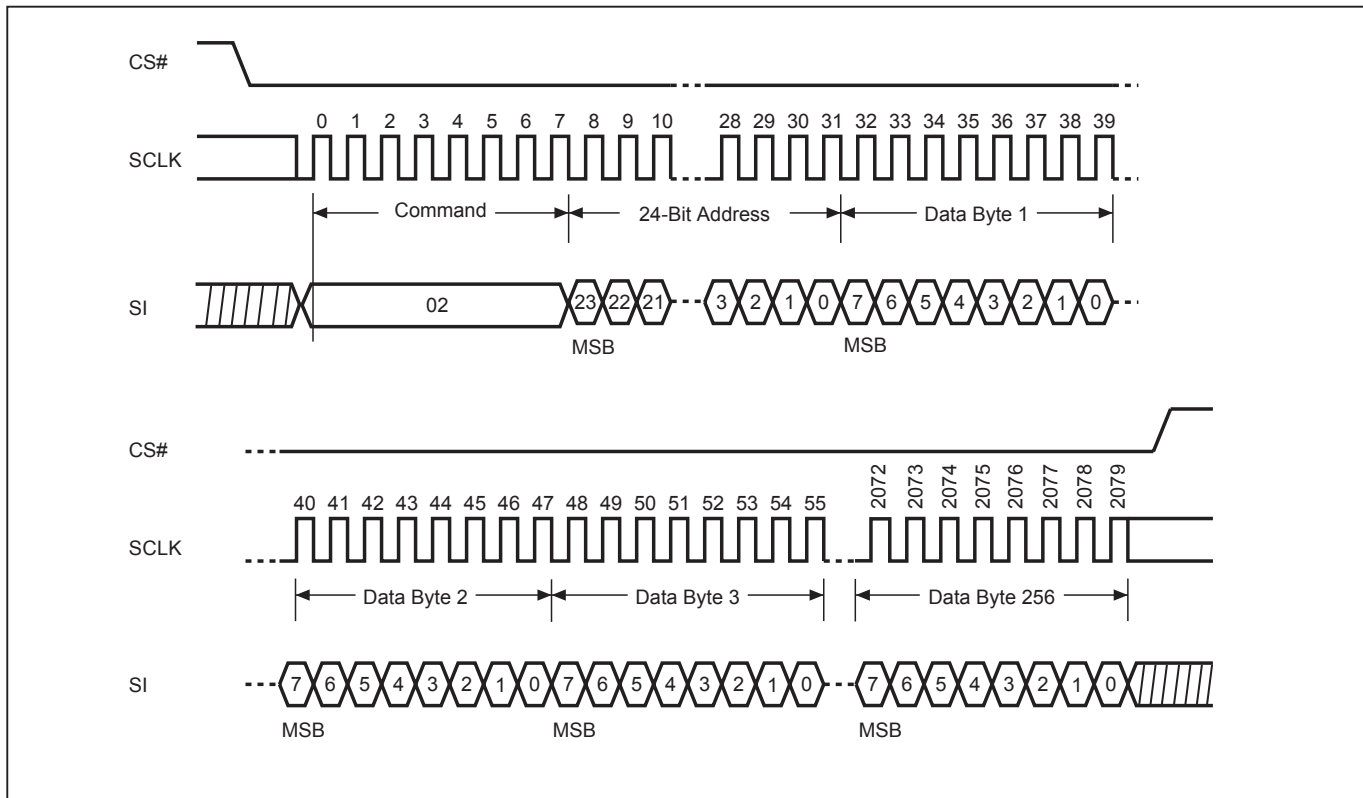 CS#
0 1 2 3 4 5 6 7 8 9 10 28 29 30 31 32 33 34 35 36 37 38 39
SCLK
Command 24-Bit Address Data Byte 1
SI 02 23 22 21 3 2 1 0 7 6 5 4 3 2 1 0
MSB MSB
CS#
2072 2073 2074 2075 2076 2077 2078 2079
40 41 42 43 44 45 46 47 48 49 50 51 52 53 54 55
SCLK
Data Byte 2 Data Byte 3 Data Byte 256
SI 7 6 5 4 3 2 1 0 7 6 5 4 3 2 1 0 7 6 5 4 3 2 1 0
MSB MSB MSB